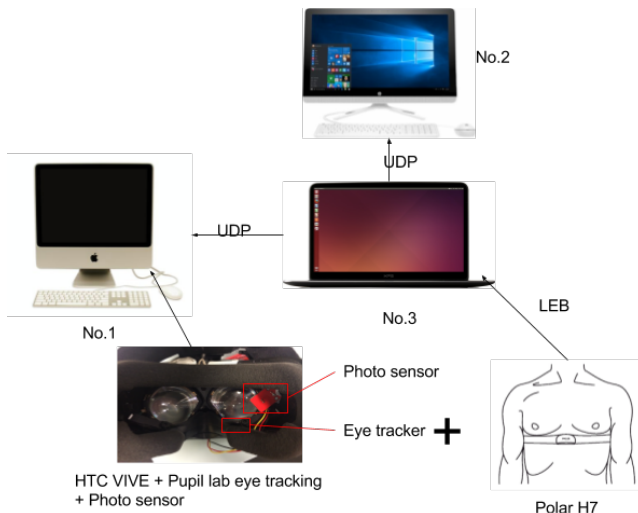 No.2
UDP
UDP
LEB
No.1
No.3
Photo sensor
Eye tracker
+
HTC VIVE + Pupil lab eye tracking
+ Photo sensor
Polar H7